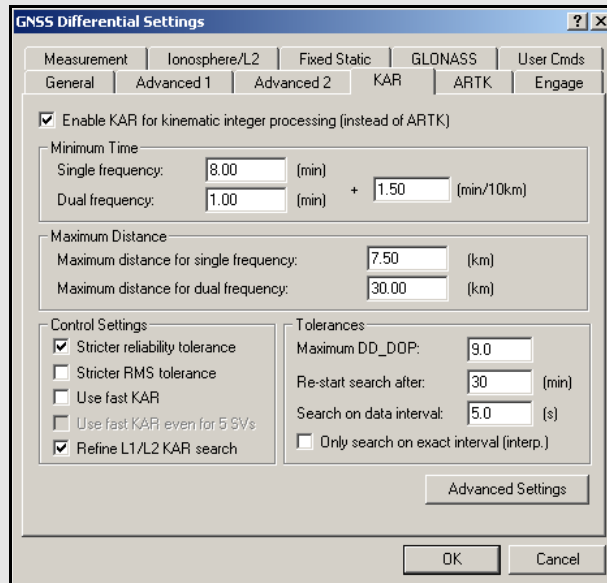 GNSS Differential Settings
Measurement Ionosphere/L2 Fixed Static GLONASS User Cmds
General Advanced 1 Advanced 2 KAR ARTK Engage
Enable KAR for kinematic integer processing (instead of ARTK)
Minimum Time
Single frequency: 8.00 (min)
+ 1.50 (min/10km)
Dual frequency: 1.00 (min)
Maximum Distance
Maximum distance for single frequency: 7.50 (km)
Maximum distance for dual frequency: 30.00 (km)
Control Settings
Stricter reliability tolerance
Stricter RMS tolerance
Use fast KAR
Use fast KAR even for 5 SVs
Refine L1/L2 KAR search
Tolerances
Maximum DD_DOP: 9.0
Re-start search after: 30 (min)
Search on data interval: 5.0 (s)
Only search on exact interval (interp.)
Advanced Settings
OK Cancel